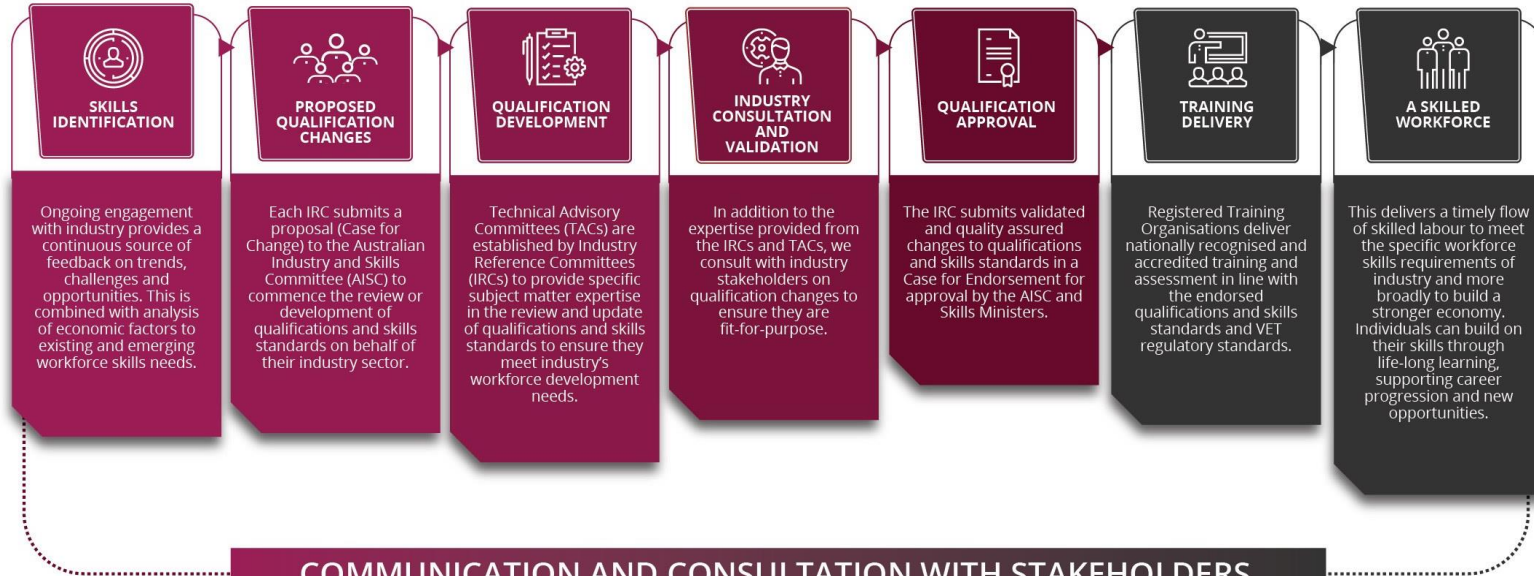 SKILLS
IDENTIFICATION
Ongoing engagement
with industry provides a
continuous source of
feedback on trends,
challenges and
opportunities. This is
combined with analysis
of economic factors to
existing and emerging
workforce skills needs.
PROPOSED
QUALIFICATION
CHANGES
Each IRC submits a
proposal (Case for
Change) to the Australian
Industry and Skills
Committee (AISC) to
commence the review or
development of
qualifications and skills
standards on behalf of
their industry sector.
QUALIFICATION
DEVELOPMENT
Technical Advisory
Committees (TACs) are
established by Industry
Reference Committees
(IRCs) to provide specific
subject matter expertise
in the review and update
of qualifications and skills
standards to ensure they
meet industry's
workforce development
needs.
INDUSTRY
CONSULTATION
AND
VALIDATION
In addition to the
expertise provided from
the IRCs and TACs, we
consult with industry
stakeholders on
qualification changes to
ensure they are
fit-for-purpose.
QUALIFICATION
APPROVAL
The IRC submits validated
and quality assured
changes to qualifications
and skills standards in a
Case for Endorsement for
approval by the AISC and
Skills Ministers.
TRAINING
DELIVERY
Registered Training
Organisations deliver
nationally recognised and
accredited training and
assessment in line with
the endorsed
qualifications and skills
standards and VET
regulatory standards.
A SKILLED
WORKFORCE
This delivers a timely flow
of skilled labour to meet
the specific workforce
skills requirements of
industry and more
broadly to build a
stronger economy.
Individuals can build on
their skills through
life-long learning,
supporting career
progression and new
opportunities.
COMMUNICATION AND CONSULTATION WITH STAKEHOLDERS